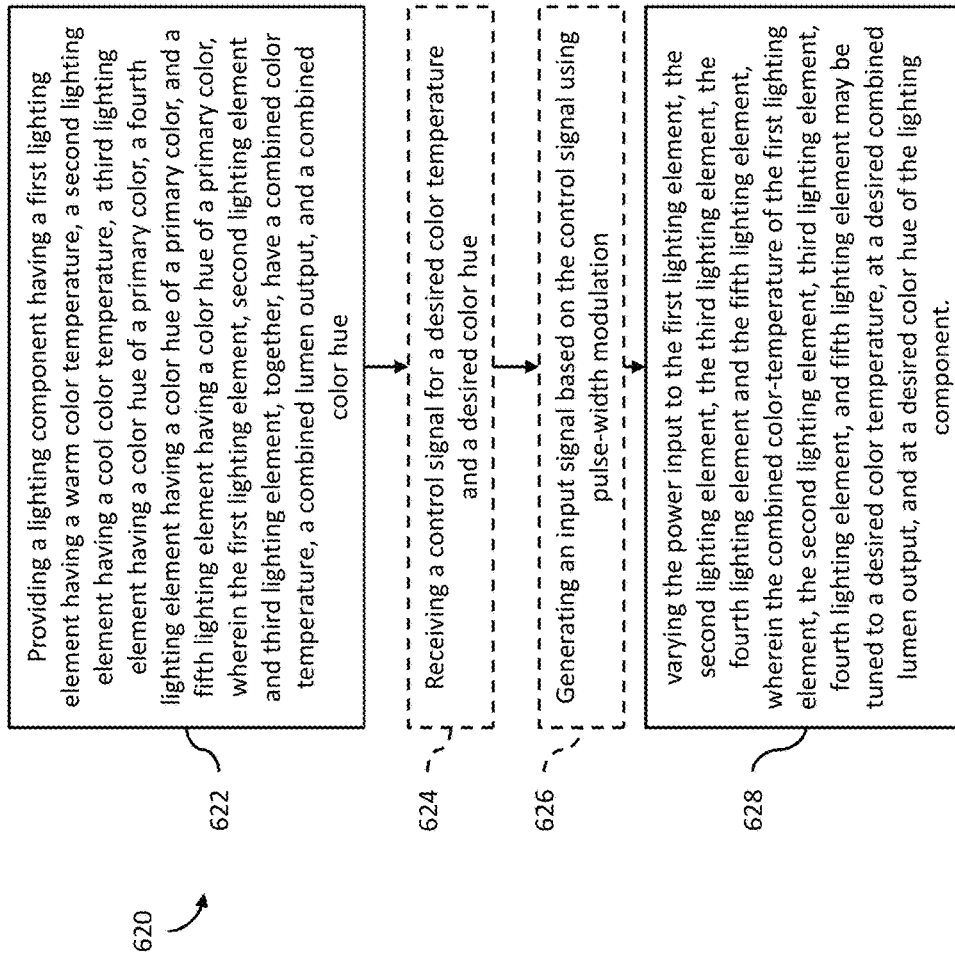 620
622
Providing a lighting component having a first lighting
element having a warm color temperature, a second lighting
element having a cool color temperature, a third lighting
element having a color hue of a primary color, a fourth
lighting element having a color hue of a primary color, and a
fifth lighting element having a color hue of a primary color,
wherein the first lighting element, second lighting element
and third lighting element, together, have a combined color
temperature, a combined lumen output, and a combined
color hue
624
Receiving a control signal for a desired color temperature
and a desired color hue
626
Generating an input signal based on the control signal using
pulse-width modulation
628
varying the power input to the first lighting element, the
second lighting element, the third lighting element, the
fourth lighting element and the fifth lighting element,
wherein the combined color-temperature of the first lighting
element, the second lighting element, third lighting element,
fourth lighting element, and fifth lighting element may be
tuned to a desired color temperature, at a desired combined
lumen output, and at a desired color hue of the lighting
component.